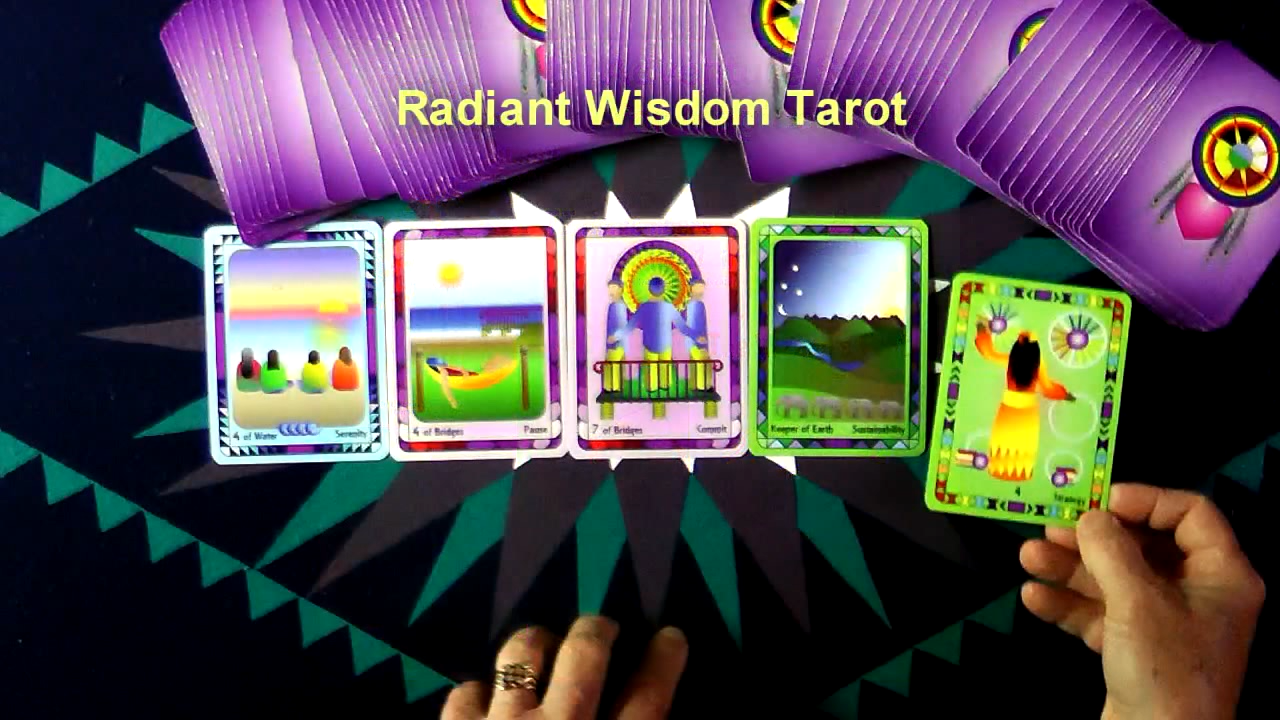 Radiant Wisdom Tarot
4 of Water Serenity
4 of Bridges Pause
7 of Bridges Commit
Keeper of Earth Sustainability
4